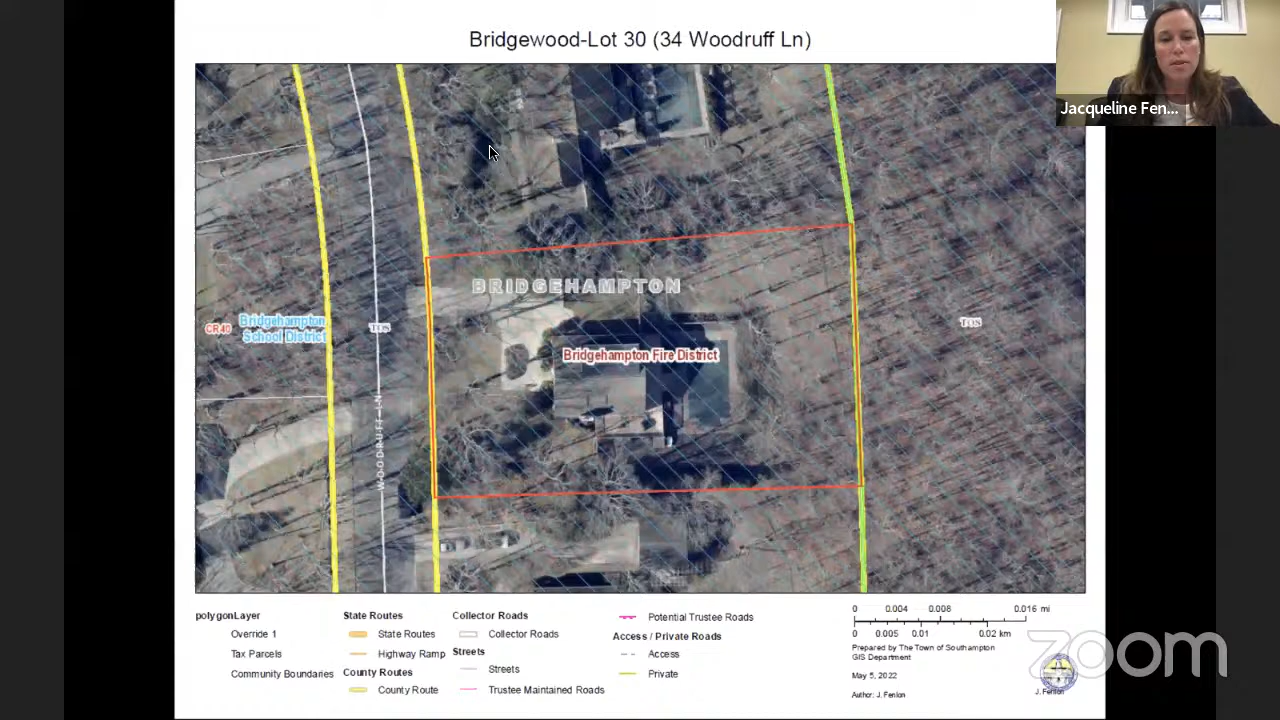 Bridgewood-Lot 30 (34 Woodruff Ln)
Jacqueline Fen...
BRIDGEHAMPTON
CR40
Bridgehampton
School District
TOS
TOS
Bridgehampton Fire District
WOODRUFF LN
polygonLayer
Override 1
Tax Parcels
Community Boundaries
State Routes
State Routes
Highway Ramp
County Routes
County Route
Collector Roads
Collector Roads
Streets
Streets
Trustee Maintained Roads
Potential Trustee Roads
Access / Private Roads
Access
Private
0 0.004 0.008 0.016 mi
0 0.005 0.01 0.02 km
Prepared by The Town of Southampton
GIS Department
May 5, 2022
Author: J. Fenlon
J. Fenlon
zoom